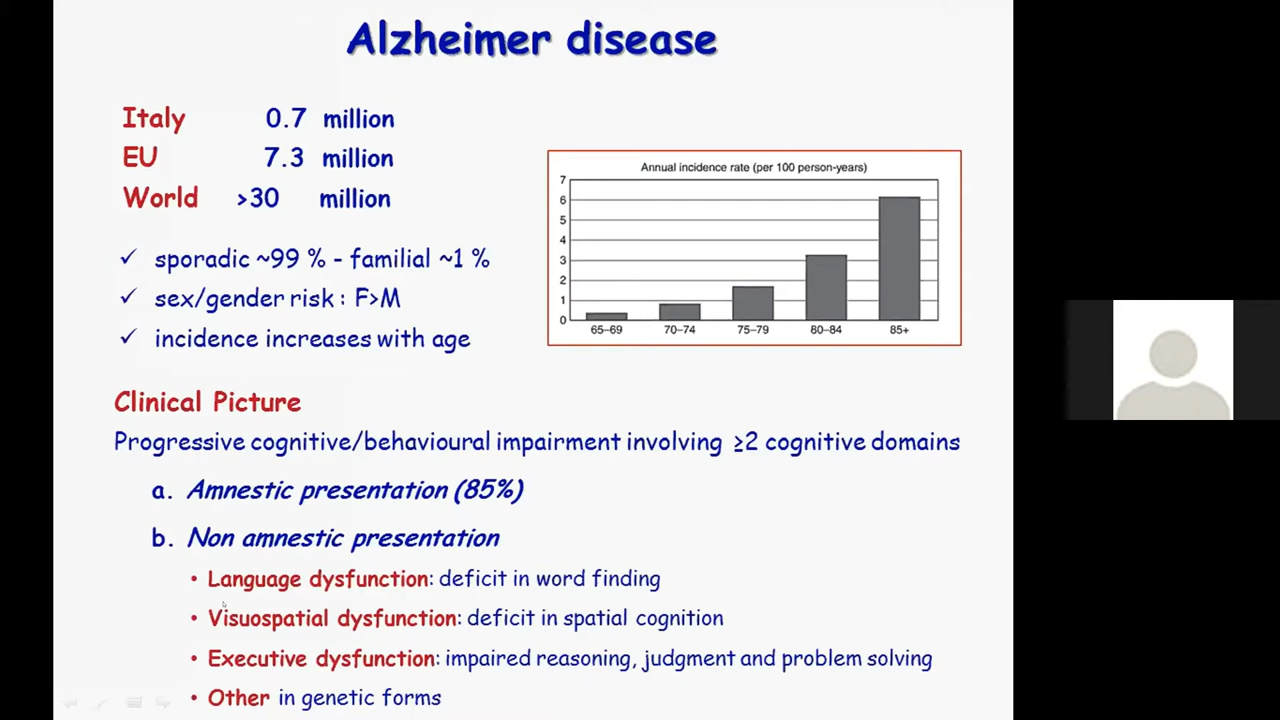 Alzheimer disease
Italy 0.7 million
EU 7.3 million
World >30 million
✓ sporadic ~99 % - familial ~1 %
✓ sex/gender risk : F>M
✓ incidence increases with age
Annual incidence rate (per 100 person-years)
7
6
5
4
3
2
1
0
65–69 70–74 75–79 80–84 85+
Clinical Picture
Progressive cognitive/behavioural impairment involving ≥2 cognitive domains
a. Amnestic presentation (85%)
b. Non amnestic presentation
• Language dysfunction: deficit in word finding
• Visuospatial dysfunction: deficit in spatial cognition
• Executive dysfunction: impaired reasoning, judgment and problem solving
• Other in genetic forms